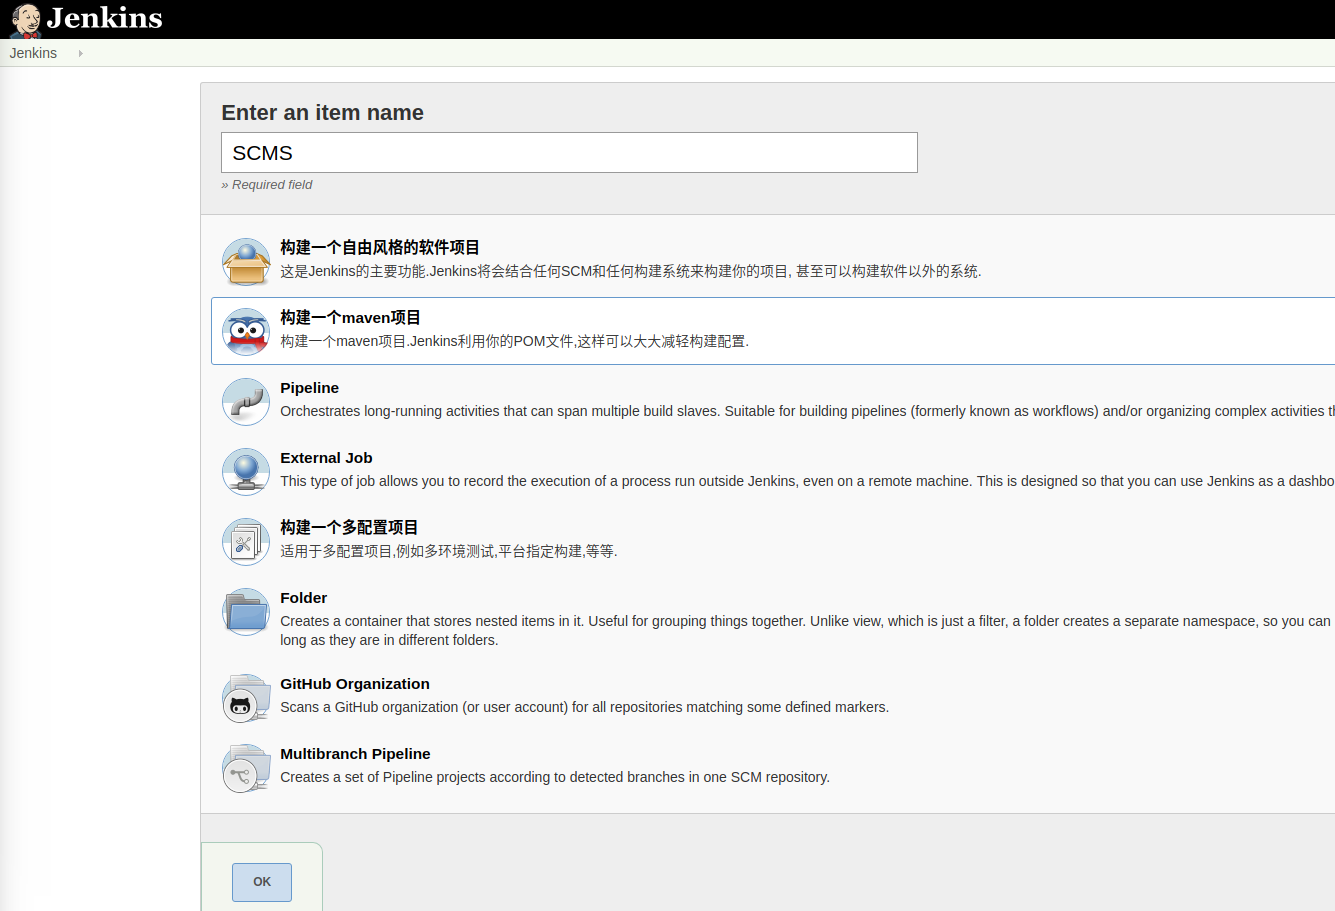 Jenkins
Jenkins
Enter an item name
SCMS
» Required field
构建一个自由风格的软件项目
这是Jenkins的主要功能.Jenkins将会结合任何SCM和任何构建系统来构建你的项目, 甚至可以构建软件以外的系统.
构建一个maven项目
构建一个maven项目.Jenkins利用你的POM文件,这样可以大大减轻构建配置.
Pipeline
Orchestrates long-running activities that can span multiple build slaves. Suitable for building pipelines (formerly known as workflows) and/or organizing complex activities
External Job
This type of job allows you to record the execution of a process run outside Jenkins, even on a remote machine. This is designed so that you can use Jenkins as a dashbo
构建一个多配置项目
适用于多配置项目,例如多环境测试,平台指定构建,等等.
Folder
Creates a container that stores nested items in it. Useful for grouping things together. Unlike view, which is just a filter, a folder creates a separate namespace, so you can
long as they are in different folders.
GitHub Organization
Scans a GitHub organization (or user account) for all repositories matching some defined markers.
Multibranch Pipeline
Creates a set of Pipeline projects according to detected branches in one SCM repository.
OK